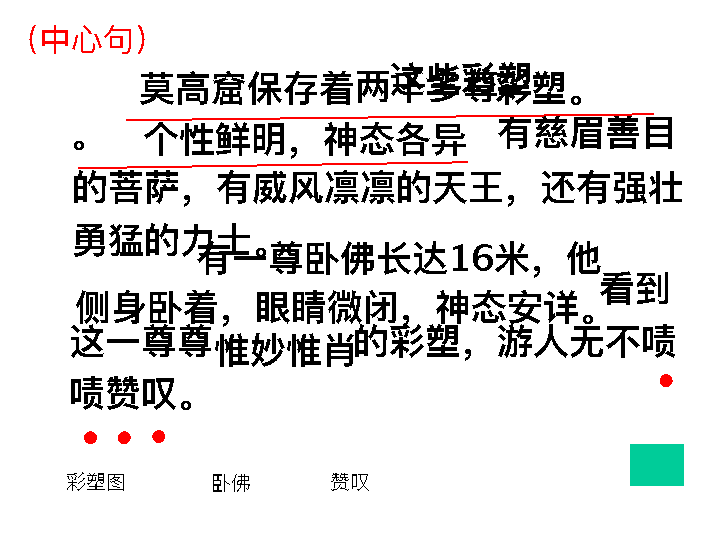 （中心句）
莫高窟保存着两千多尊彩塑。这些彩塑
。个性鲜明，神态各异 有慈眉善目
的菩萨，有威风凛凛的天王，还有强壮
勇猛的力士。
有一尊卧佛长达16米，他
侧身卧着，眼睛微闭，神态安详。看到
这一尊尊惟妙惟肖的彩塑，游人无不啧
啧赞叹。
彩塑图 卧佛 赞叹